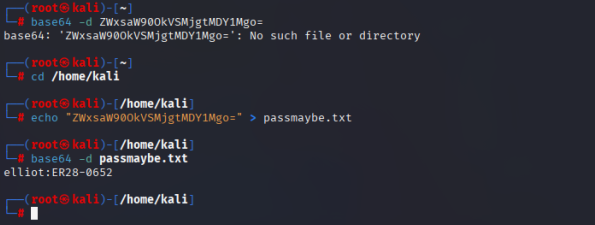 ┌──(root㉿kali)-[~]
└─# base64 -d ZWxsaW90OkVSMjgtMDY1Mgo=
base64: 'ZWxsaW90OkVSMjgtMDY1Mgo=': No such file or directory
┌──(root㉿kali)-[~]
└─# cd /home/kali
┌──(root㉿kali)-[/home/kali]
└─# echo "ZWxsaW90OkVSMjgtMDY1Mgo=" > passmaybe.txt
┌──(root㉿kali)-[/home/kali]
└─# base64 -d passmaybe.txt
elliot:ER28-0652
┌──(root㉿kali)-[/home/kali]
└─#